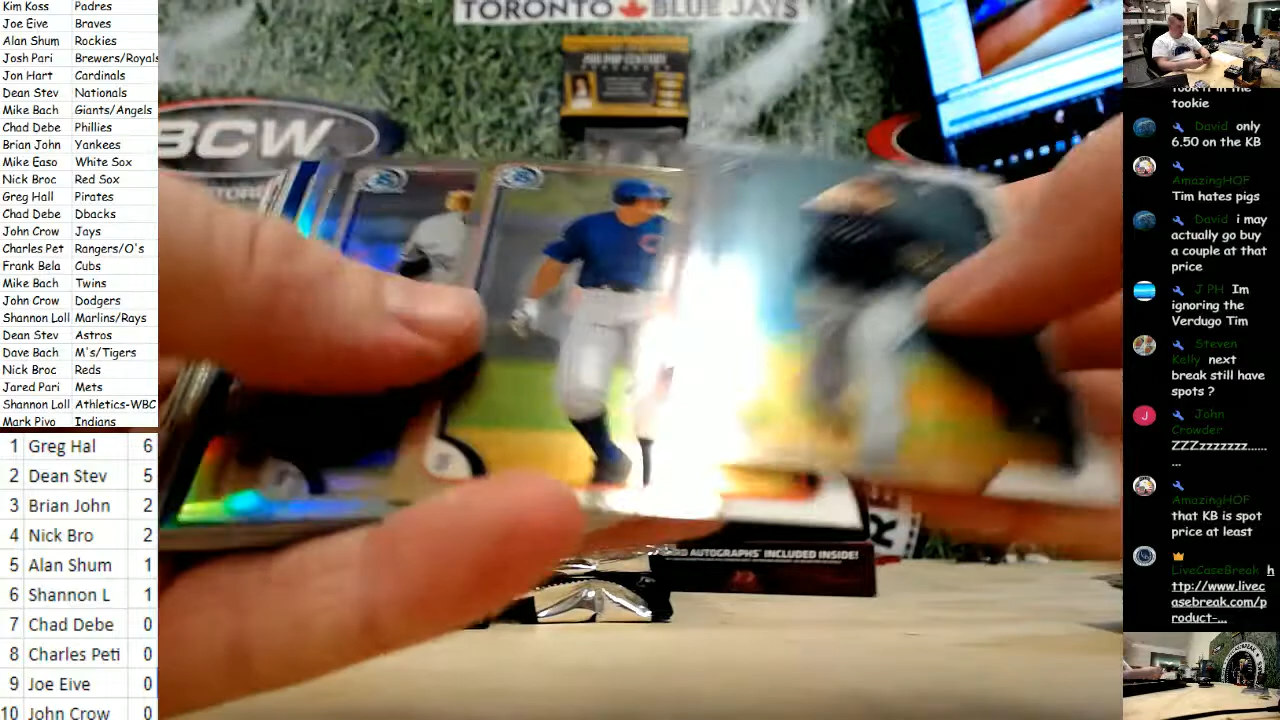 Kim Koss Padres
Joe Eive Braves
Alan Shum Rockies
Josh Pari Brewers/Royals
Jon Hart Cardinals
Dean Stev Nationals
Mike Bach Giants/Angels
Chad Debe Phillies
Brian John Yankees
Mike Easo White Sox
Nick Broc Red Sox
Greg Hall Pirates
Chad Debe Dbacks
John Crow Jays
Charles Pet Rangers/O's
Frank Bela Cubs
Mike Bach Twins
John Crow Dodgers
Shannon Loll Marlins/Rays
Dean Stev Astros
Dave Bach M's/Tigers
Nick Broc Reds
Jared Pari Mets
Shannon Loll Athletics-WBC
Mark Pivo Indians
1 Greg Hal 6
2 Dean Stev 5
3 Brian John 2
4 Nick Bro 2
5 Alan Shum 1
6 Shannon L 1
7 Chad Debe 0
8 Charles Peti 0
9 Joe Eive 0
10 John Crow 0
TORONTO BLUE JAYS
BCW
AUTOGRAPHS INCLUDED INSIDE!
tookie
David only
6.50 on the KB
AmazingHOF
Tim hates pigs
David i may
actually go buy
a couple at that
price
J PH Im
ignoring the
Verdugo Tim
Steven
Kelly next
break still have
spots ?
John
Crowder
ZZZzzzzzzz......
...
AmazingHOF
that KB is spot
price at least
LiveCaseBreak h
ttp://www.livec
asebreak.com/p
roduct-...